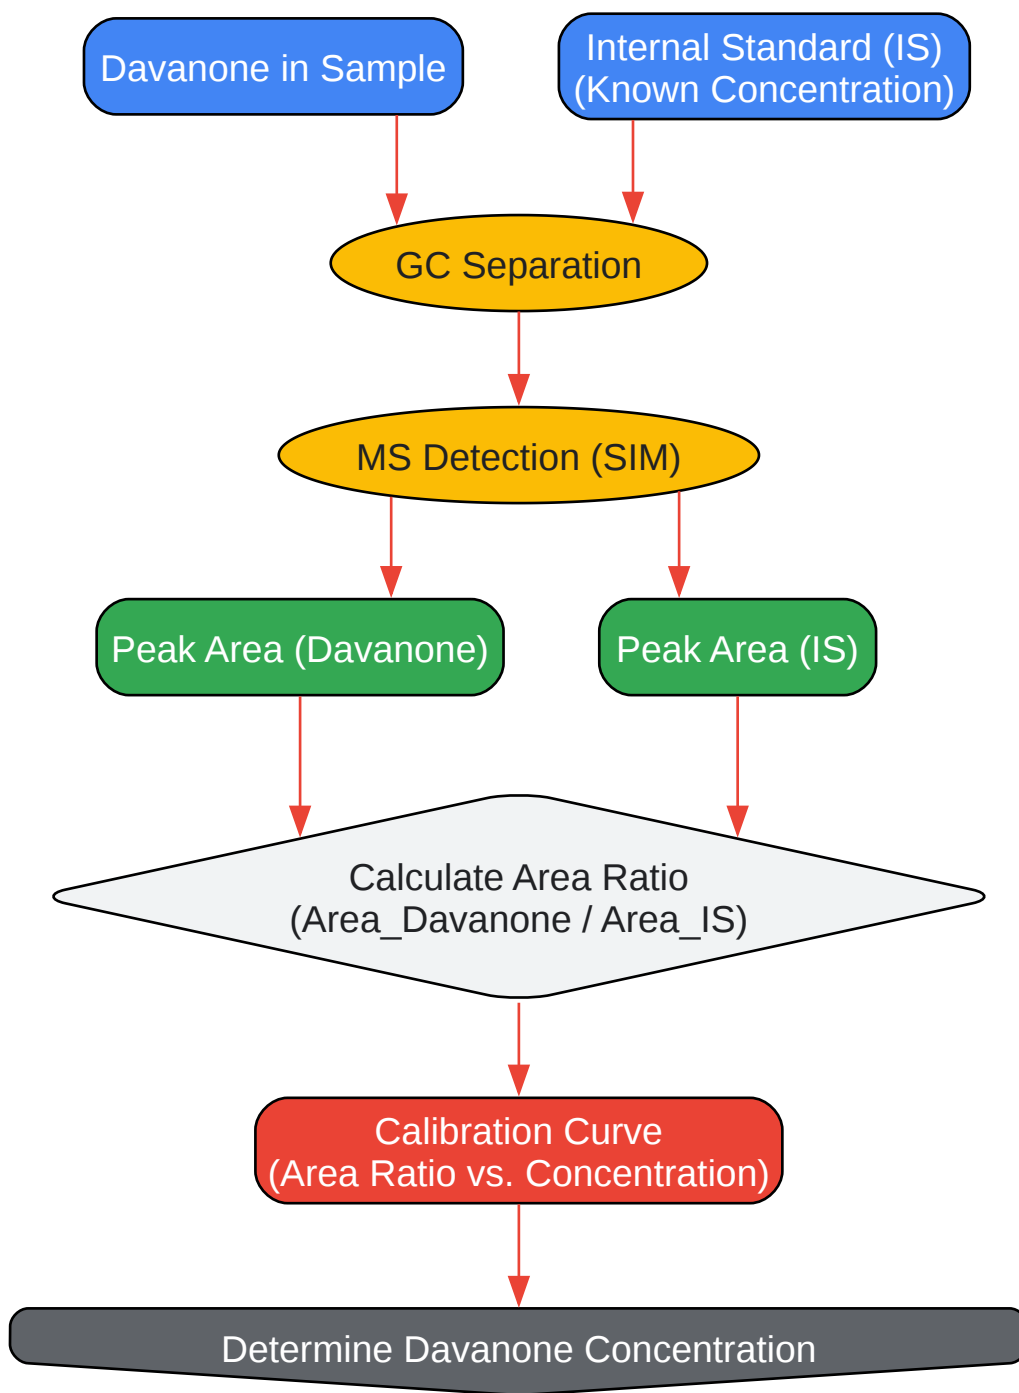 Davanone in Sample
Internal Standard (IS)
(Known Concentration)
GC Separation
MS Detection (SIM)
Peak Area (Davanone)
Peak Area (IS)
Calculate Area Ratio
(Area_Davanone / Area_IS)
Calibration Curve
(Area Ratio vs. Concentration)
Determine Davanone Concentration